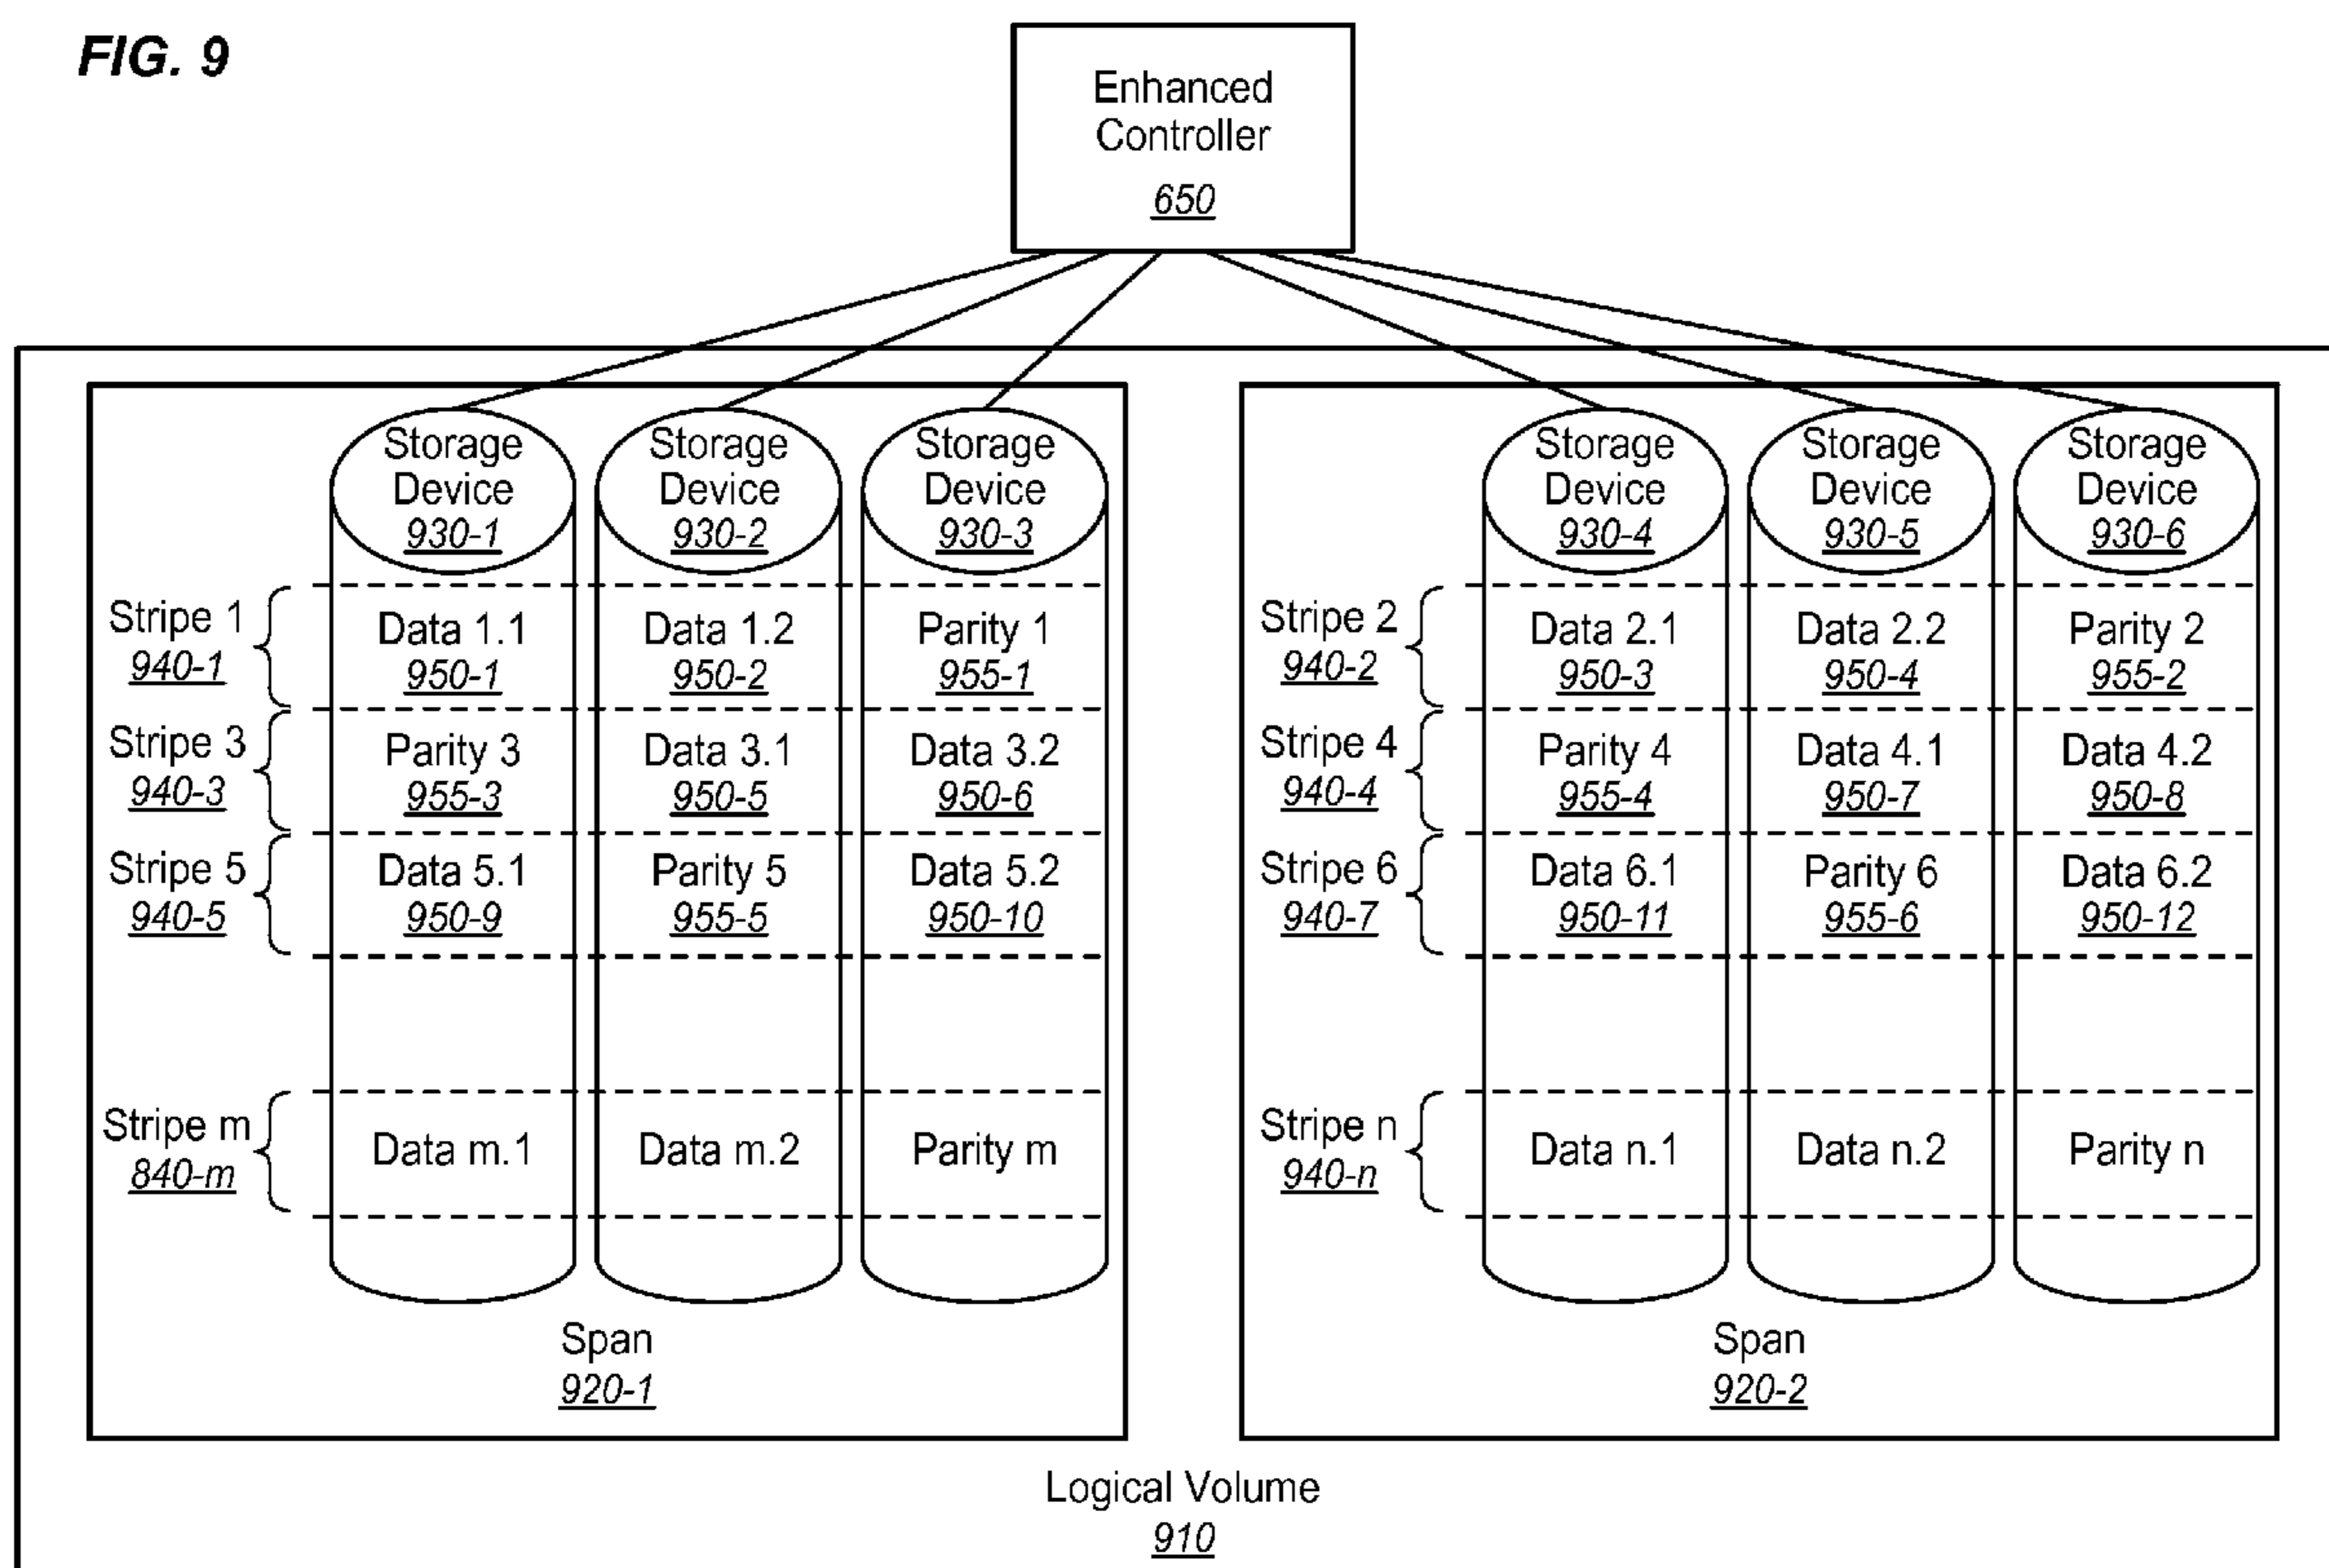 FIG. 9
Enhanced
Controller
650
Storage
Device
930-1
Storage
Device
930-2
Storage
Device
930-3
Stripe 1
940-1
Data 1.1
950-1
Data 1.2
950-2
Parity 1
955-1
Stripe 3
940-3
Parity 3
955-3
Data 3.1
950-5
Data 3.2
950-6
Stripe 5
940-5
Data 5.1
950-9
Parity 5
955-5
Data 5.2
950-10
Stripe m
840-m
Data m.1
Data m.2
Parity m
Span
920-1
Storage
Device
930-4
Storage
Device
930-5
Storage
Device
930-6
Stripe 2
940-2
Data 2.1
950-3
Data 2.2
950-4
Parity 2
955-2
Stripe 4
940-4
Parity 4
955-4
Data 4.1
950-7
Data 4.2
950-8
Stripe 6
940-7
Data 6.1
950-11
Parity 6
955-6
Data 6.2
950-12
Stripe n
940-n
Data n.1
Data n.2
Parity n
Span
920-2
Logical Volume
910